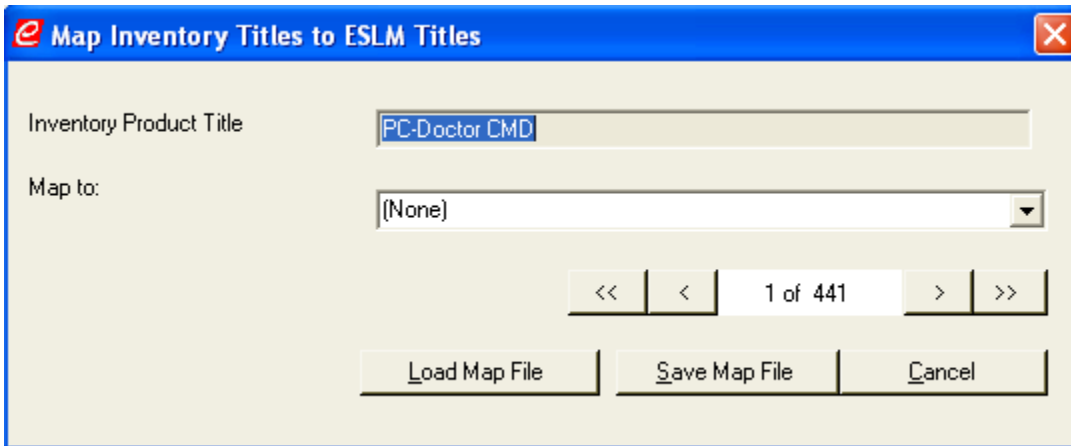 Map Inventory Titles to ESLM Titles
Inventory Product Title
PC-Doctor CMD
Map to:
(None)
<< < 1 of 441 > >>
Load Map File Save Map File Cancel